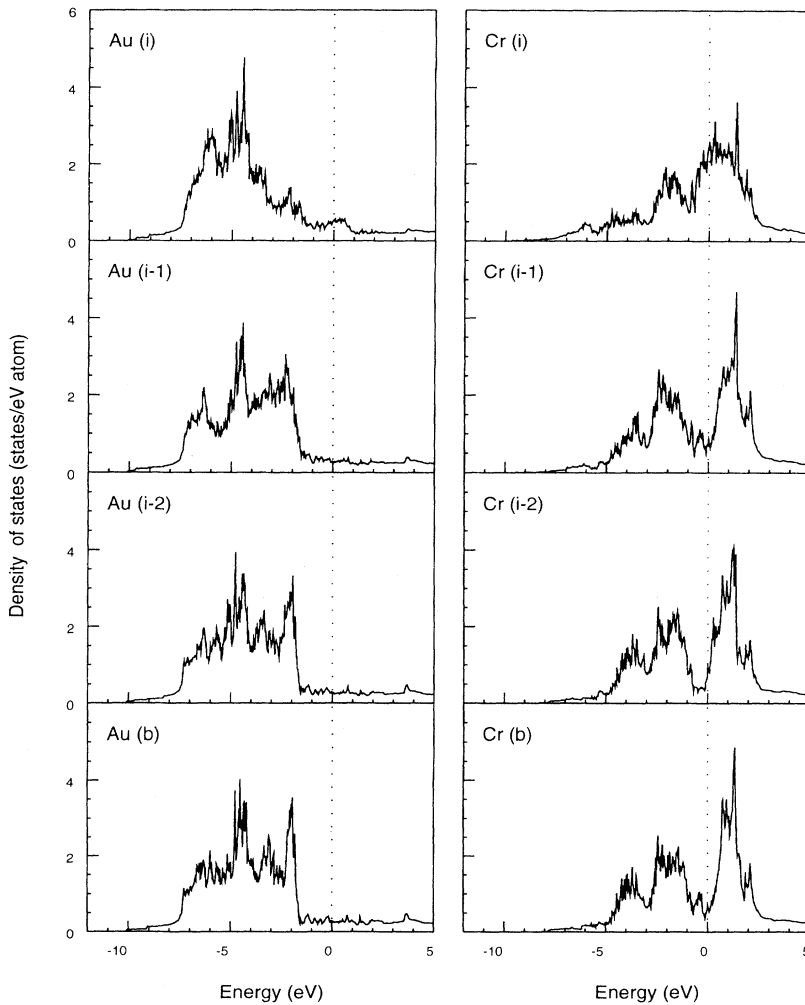 6
Au (i)
4
2
0
Cr (i)
Au (i-1)
4
2
0
Cr (i-1)
Au (i-2)
4
2
0
Cr (i-2)
Au (b)
4
2
0
Cr (b)
-10
-5
0
5
-10
-5
0
5
Energy (eV)
Energy (eV)
Density of states (states/eV atom)